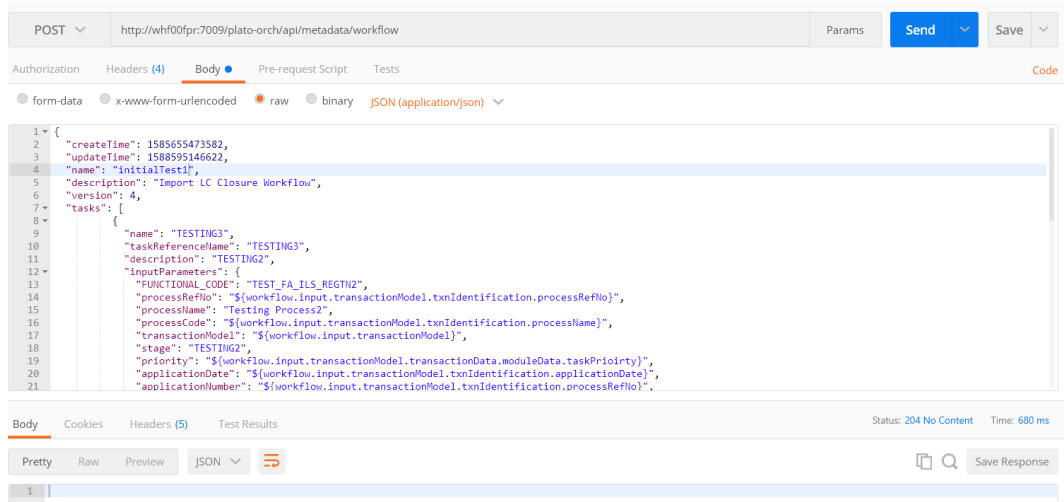 POST http://whf00fpr:7009/plato-orch/api/metadata/workflow Params Send Save
Authorization Headers (4) Body Pre-request Script Tests Code
form-data x-www-form-urlencoded raw binary JSON (application/json)
1 {
2 "createTime": 1585655473582,
3 "updateTime": 1588595146622,
4 "name": "initialTest1",
5 "description": "Import LC Closure Workflow",
6 "version": 4,
7 "tasks": [
8 {
9 "name": "TESTING3",
10 "taskReferenceName": "TESTING3",
11 "description": "TESTING2",
12 "inputParameters": {
13 "FUNCTIONAL_CODE": "TEST_FA_ILS_REGTN2",
14 "processRefNo": "${workflow.input.transactionModel.txnIdentification.processRefNo}",
15 "processName": "Testing Process2",
16 "processCode": "${workflow.input.transactionModel.txnIdentification.processName}",
17 "transactionModel": "${workflow.input.transactionModel}",
18 "stage": "TESTING2",
19 "priority": "${workflow.input.transactionModel.transactionData.moduleData.taskPrioirty}",
20 "applicationDate": "${workflow.input.transactionModel.txnIdentification.applicationDate}",
21 "applicationNumber": "${workflow.input.transactionModel.txnIdentification.processRefNo}",
Body Cookies Headers (5) Test Results Status: 204 No Content Time: 680 ms
Pretty Raw Preview JSON Save Response
1